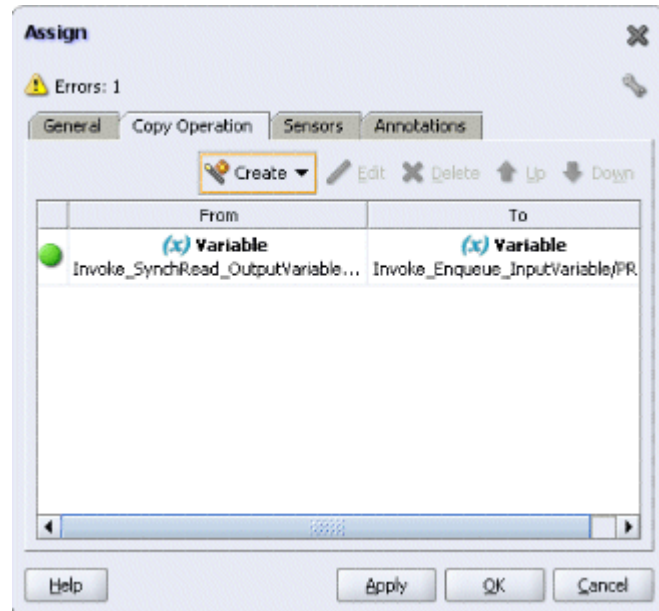 Assign
Errors: 1
General Copy Operation Sensors Annotations
Create Edit Delete Up Down
From To
(x) Variable (x) Variable
Invoke_SynchRead_OutputVariable... Invoke_Enqueue_InputVariable/PR
Help Apply OK Cancel